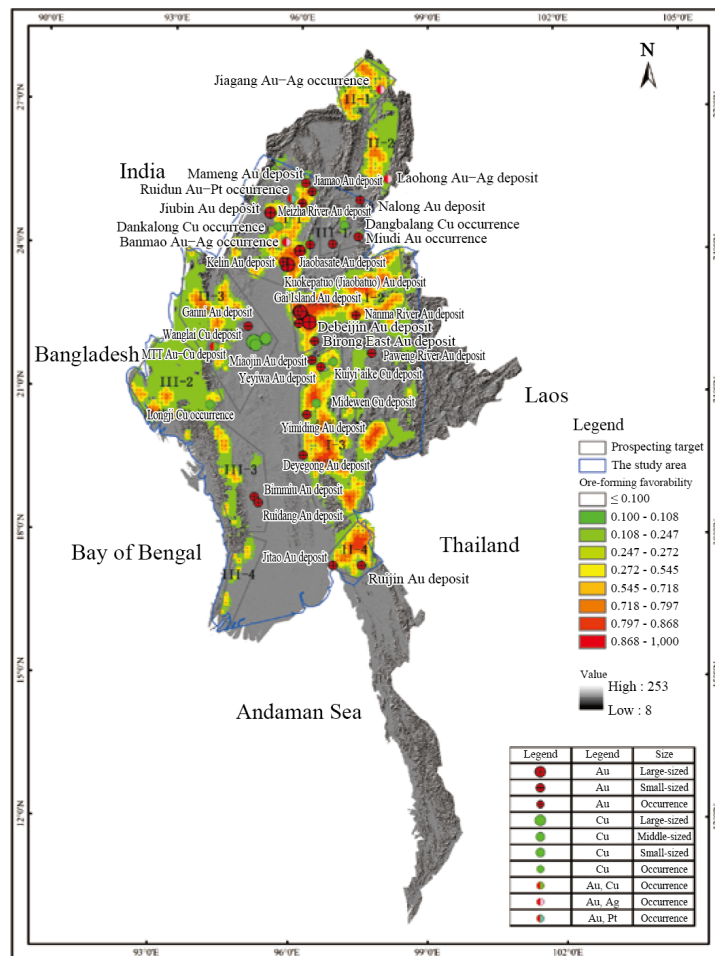 90°0'E 93°0'E 96°0'E 99°0'E 102°0'E 105°0'E
N
27°0'N
Jiagang Au-Ag occurrence
II-1
II-2
India
Mameng Au deposit
Jiamao Au deposit
Laohong Au-Ag deposit
Ruidun Au-Pt occurrence
Jiubin Au deposit
Meizha River Au deposit
Nalong Au deposit
Dankalong Cu occurrence
III-1
Dangbalang Cu occurrence
24°0'N
Banmao Au-Ag occurrence
Miudi Au occurrence
Kelin Au deposit
Jiaobasate Au deposit
Kuokepatuo (Jiaobatuo) Au deposit
Gai Island Au deposit
Ganni Au deposit
Nanma River Au deposit
Wanglai Cu deposit
Debeijin Au deposit
Birong East Au deposit
Bangladesh
MTT Au-Cu deposit
Miaojin Au deposit
Paweng River Au deposit
Yeyiwa Au deposit
Kuiyi'aike Cu deposit
21°0'N
III-2
Midewen Cu deposit
Laos
Longji Cu occurrence
Yimiding Au deposit
I-3
Deyegong Au deposit
III-3
Bimmiu Au deposit
Ruidang Au deposit
18°0'N
Bay of Bengal
Thailand
Jitao Au deposit
II-4
III-4
Ruijin Au deposit
15°0'N
Andaman Sea
12°0'N
Legend
Prospecting target
The study area
Ore-forming favorability
≤ 0.100
0.100 - 0.108
0.108 - 0.247
0.247 - 0.272
0.272 - 0.545
0.545 - 0.718
0.718 - 0.797
0.797 - 0.868
0.868 - 1,000
Value
High : 253
Low : 8
Legend Legend Size
Au Large-sized
Au Small-sized
Au Occurrence
Cu Large-sized
Cu Middle-sized
Cu Small-sized
Cu Occurrence
Au, Cu Occurrence
Au, Ag Occurrence
Au, Pt Occurrence
93°0'E 96°0'E 99°0'E 102°0'E